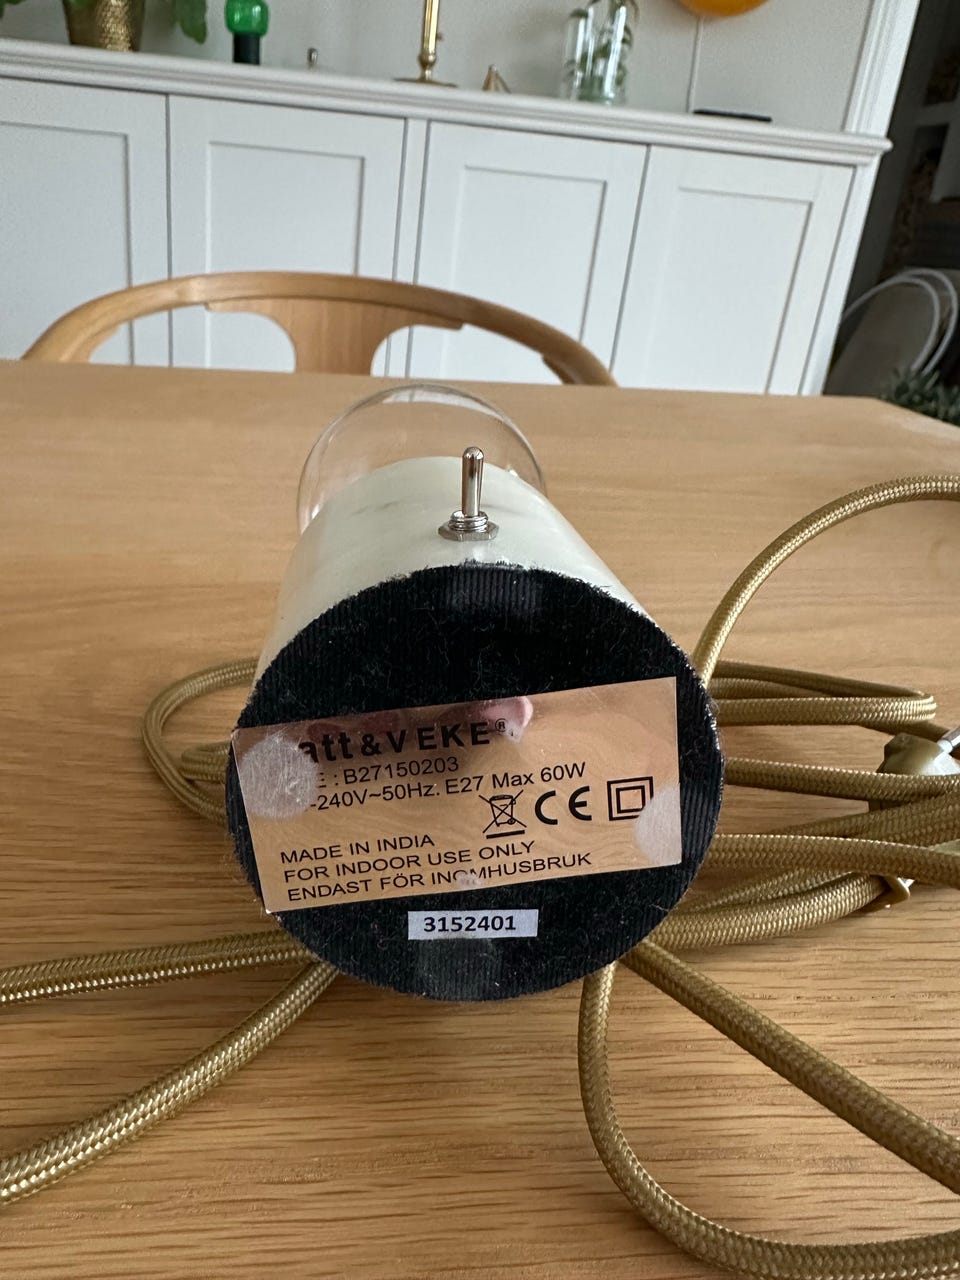 att & VEKE®
E : B27150203
-240V~50Hz. E27 Max 60W
CE
MADE IN INDIA
FOR INDOOR USE ONLY
ENDAST FÖR INOMHUSBRUK
3152401